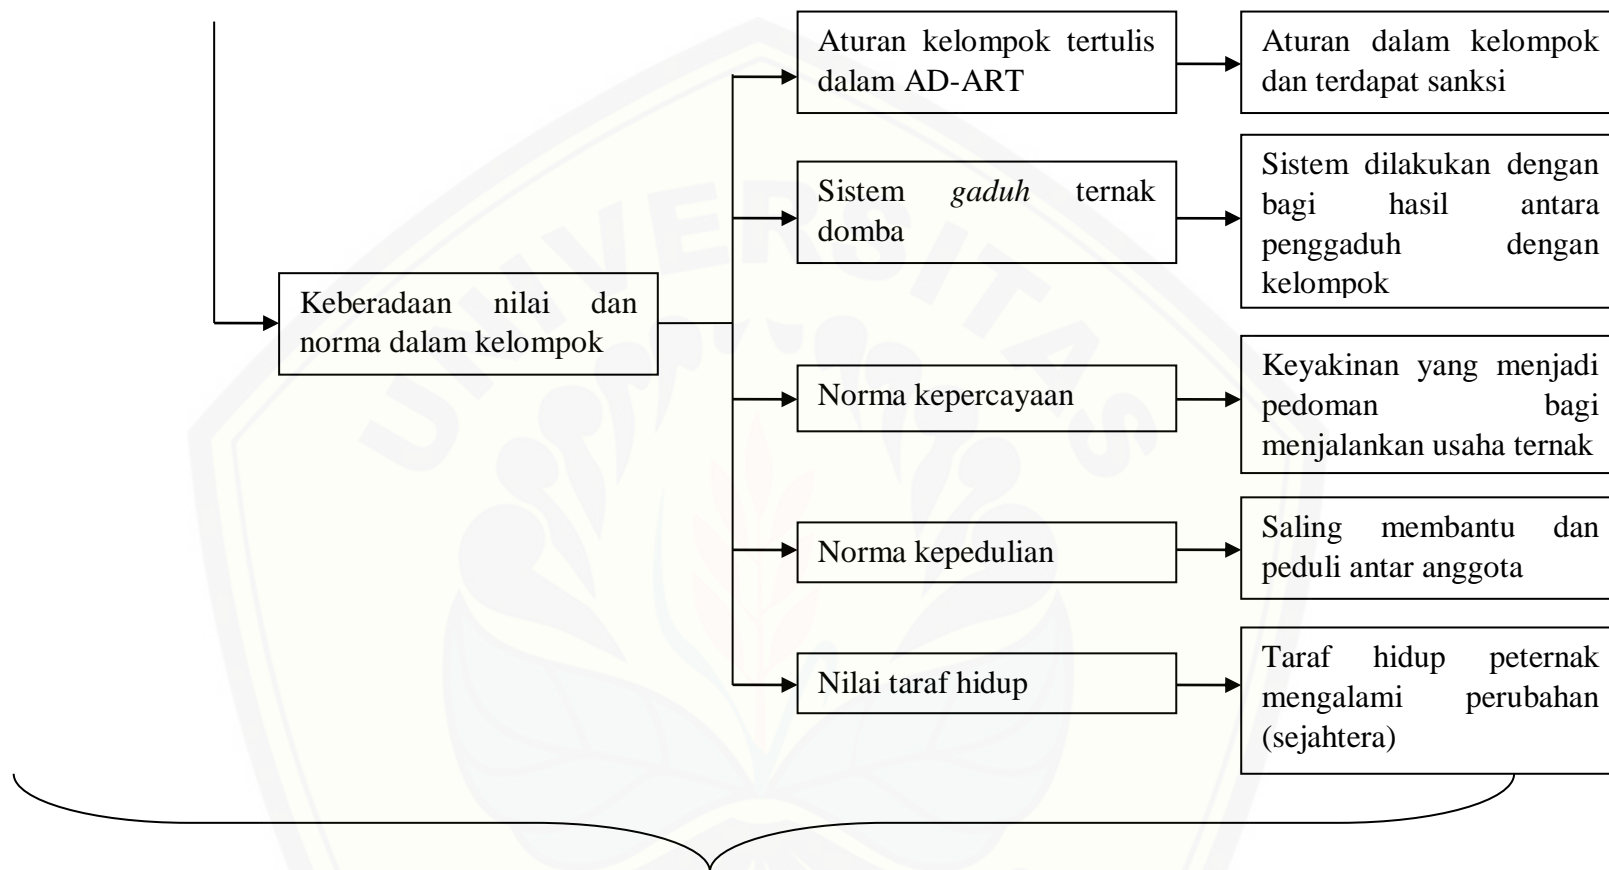 Aturan kelompok tertulis
dalam AD-ART
Aturan dalam kelompok
dan terdapat sanksi
Sistem gaduh ternak
domba
Sistem dilakukan dengan
bagi hasil antara
penggaduh dengan
kelompok
Keberadaan nilai dan
norma dalam kelompok
Norma kepercayaan
Keyakinan yang menjadi
pedoman bagi
menjalankan usaha ternak
Norma kepedulian
Saling membantu dan
peduli antar anggota
Nilai taraf hidup
Taraf hidup peternak
mengalami perubahan
(sejahtera)
UNIVERSITAS